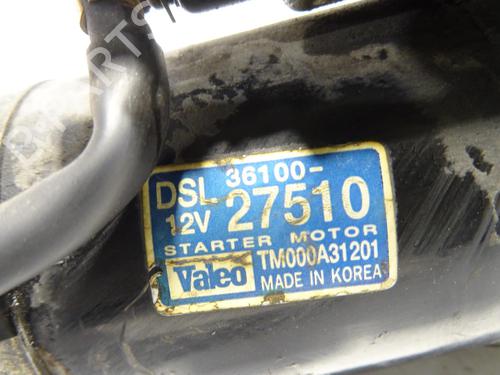 DSL 36100-
12V 27510
STARTER MOTOR
Valeo TM000A31201
MADE IN KOREA